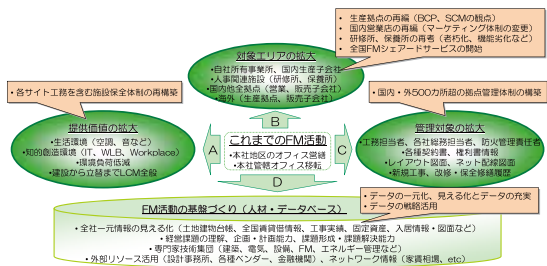 ・ 生産拠点の再編（BCP、SCMの観点）
・ 国内営業店の再編（マーケティング体制の変更）
・ 研修所、保養所の再考（老朽化、機能劣化など）
・ 全国FMシェアードサービスの開始
対象エリアの拡大
•自社所有事業所、国内生産子会社
•人事関連施設（研修所、保養所）
•国内他全拠点（営業、販売子会社）
•海外（生産拠点、販売子会社）
・各サイト工務を含む施設保全体制の再構築
・国内・外500カ所超の拠点管理体制の構築
提供価値の拡大
•生活環境（空調、音など）
•知的創造環境（IT、WLB、Workplace）
•環境負荷低減
•建設から立替までLCM全般
A
B
C
D
これまでのFM活動
•本社地区のオフィス営繕
•本社管轄オフィス移転
管理対象の拡大
•工務担当者、各社総務担当者、防火管理責任者
•各種契約書、権利書情報
•レイアウト図面、ネット配線図面
•新規工事、改修・保全修繕履歴
・ データの一元化、見える化とデータの充実
・ データの戦略活用
FM活動の基盤づくり（人材・データベース）
•全社一元情報の見える化（土地建物台帳、全国賃貸借情報、工事実績、固定資産、入居情報・図面など）
•経営課題の理解、企画・計画能力、課題形成・課題解決能力
•専門家技術集団（建築、電気、設備、FM、エネルギー管理など）
•外部リソース活用（設計事務所、各種ベンダー、金融機関）、ネットワーク情報（家賃相場、etc）